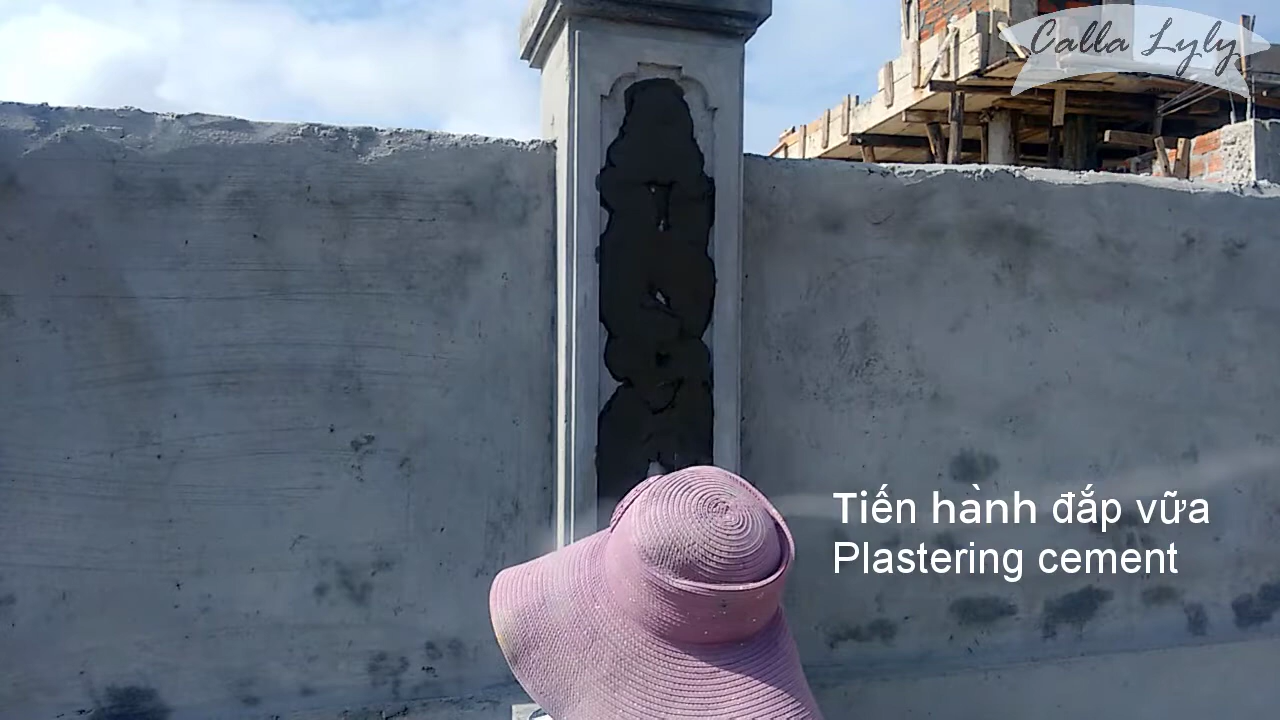 Calla Lyly
Tiến hành đắp vữa
Plastering cement